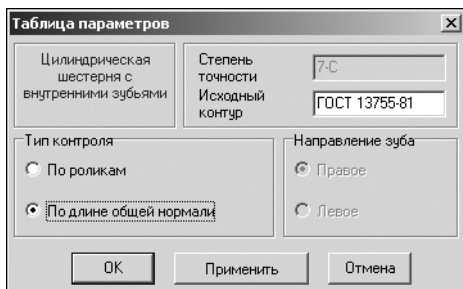 Таблица параметров
Цилиндрическая
шестерня с
внутренними зубьями
Степень
точности
7-C
Исходный
контур
ГОСТ 13755-81
Тип контроля
По роликам
По длине общей нормали
Направление зуба
Правое
Левое
OK
Применить
Отмена